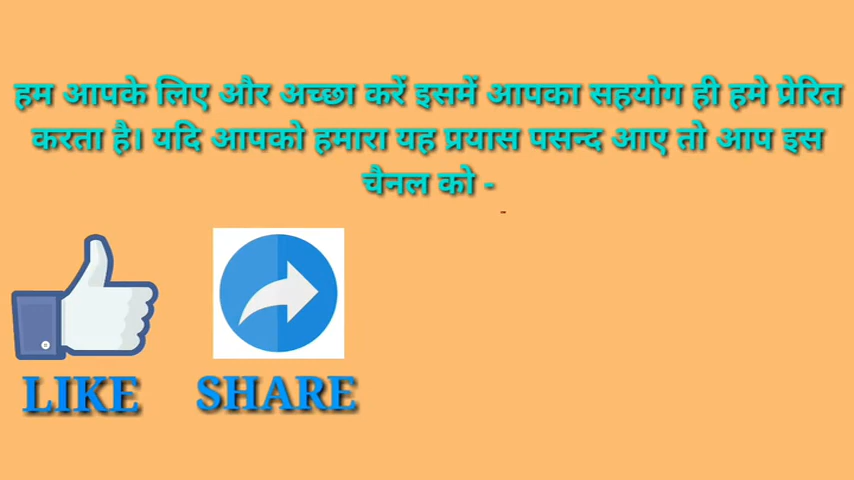 हम आपके लिए और अच्छा करें इसमें आपका सहयोग ही हमे प्रेरित
करता है। यदि आपको हमारा यह प्रयास पसन्द आए तो आप इस
चैनल को -
LIKE SHARE